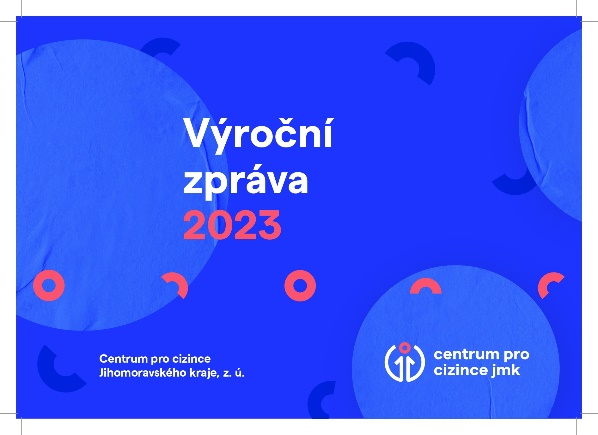 Výroční
zpráva
2023
Centrum pro cizince
Jihomoravského kraje, z. ú.
centrum pro
cizince jmk